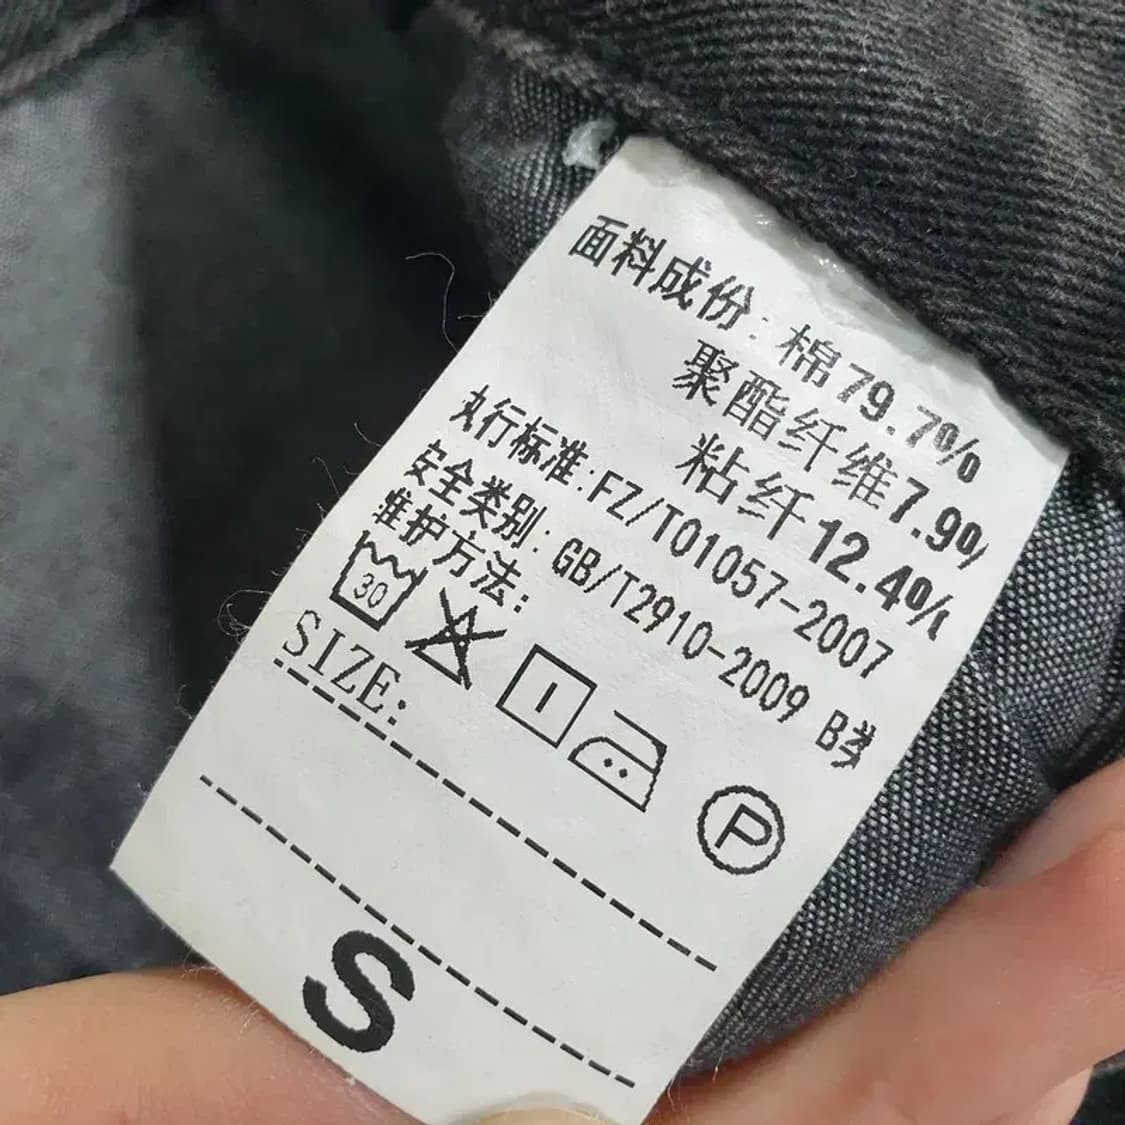 面料成份: 棉79.7%
聚酯纤维7.9%
粘纤12.4%
丸行标准:FZ/T01057-2007
安全类别:GB/T2910-2009 B类
维护方法:
30
P
SIZE:
S